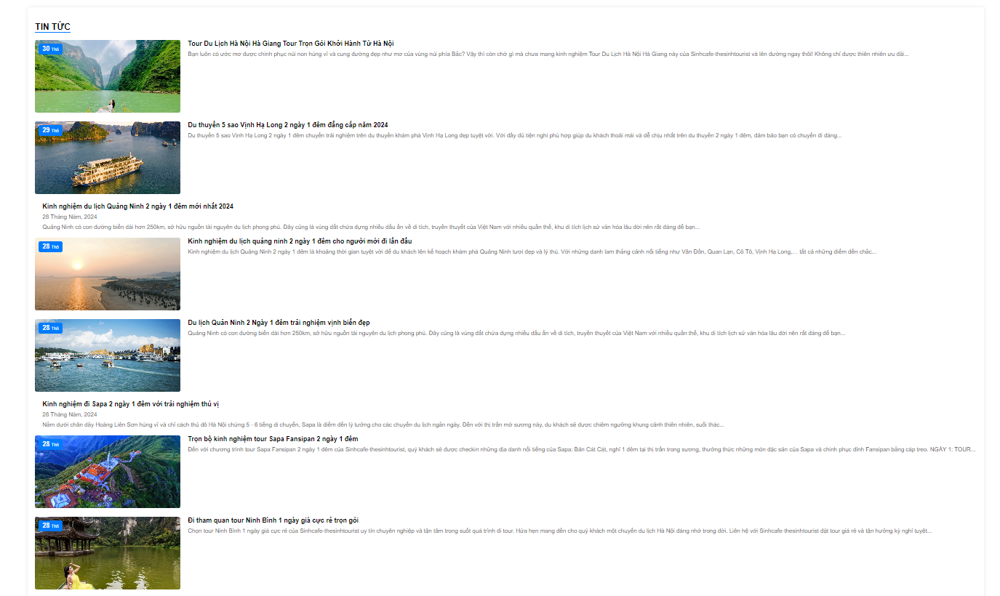 TIN TỨC
30 Th5
Tour Du Lịch Hà Nội Hà Giang Tour Trọn Gói Khởi Hành Từ Hà Nội
Bạn luôn có ước mơ được chinh phục núi non hùng vĩ và cung đường đẹp như mơ của vùng núi phía Bắc? Vậy thì còn chờ gì mà chưa mang kinh nghiệm Tour Du Lịch Hà Nội Hà Giang này của Sinhcafe-thesinhtourist và lên đường ngay thôi! Không chỉ được thiên nhiên ưu đãi...
29 Th5
Du thuyền 5 sao Vịnh Hạ Long 2 ngày 1 đêm đẳng cấp năm 2024
Du thuyền 5 sao Vịnh Hạ Long 2 ngày 1 đêm chuyến trải nghiệm trên du thuyền khám phá Vịnh Hạ Long đẹp tuyệt vời. Với đầy đủ tiện nghi phù hợp giúp du khách thoải mái và dễ chịu nhất trên du thuyền 2 ngày 1 đêm, đảm bảo bạn có chuyến đi đáng...
Kinh nghiệm du lịch Quảng Ninh 2 ngày 1 đêm mới nhất 2024
28 Tháng Năm, 2024
Quảng Ninh có con đường biển dài hơn 250km, sở hữu nguồn tài nguyên du lịch phong phú. Đây cũng là vùng đất chứa đựng nhiều dấu ấn về di tích, truyền thuyết của Việt Nam với nhiều quần thể, khu di tích lịch sử văn hóa lâu đời nên rất đáng để bạn...
28 Th5
Kinh nghiệm du lịch quảng ninh 2 ngày 1 đêm cho người mới đi lần đầu
Kinh nghiệm du lịch Quảng Ninh 2 ngày 1 đêm là khoảng thời gian tuyệt vời để du khách lên kế hoạch khám phá Quảng Ninh tươi đẹp và lý thú. Với những danh lam thắng cảnh nổi tiếng như Vân Đồn, Quan Lạn, Cô Tô, Vịnh Hạ Long,… tất cả những điểm đến chắc...
28 Th5
Du lịch Quản Ninh 2 Ngày 1 đêm trải nghiệm vịnh biển đẹp
Quảng Ninh có con đường biển dài hơn 250km, sở hữu nguồn tài nguyên du lịch phong phú. Đây cũng là vùng đất chứa đựng nhiều dấu ấn về di tích, truyền thuyết của Việt Nam với nhiều quần thể, khu di tích lịch sử văn hóa lâu đời nên rất đáng để bạn...
Kinh nghiệm đi Sapa 2 ngày 1 đêm với trải nghiệm thú vị
28 Tháng Năm, 2024
Nằm dưới chân dãy Hoàng Liên Sơn hùng vĩ và chỉ cách thủ đô Hà Nội chừng 5 - 6 tiếng di chuyển, Sapa là điểm đến lý tưởng cho các chuyến du lịch ngắn ngày. Đến với thị trấn mờ sương này, du khách sẽ được chiêm ngưỡng khung cảnh thiên nhiên, suối thác...
28 Th5
Trọn bộ kinh nghiệm tour Sapa Fansipan 2 ngày 1 đêm
Đến với chương trình tour Sapa Fansipan 2 ngày 1 đêm của Sinhcafe-thesinhtourist, quý khách sẽ được checkin những địa danh nổi tiếng của Sapa: Bản Cát Cát, nghỉ 1 đêm tại thị trấn trong sương, thưởng thức những món đặc sản của Sapa và chinh phục đỉnh Fansipan bằng cáp treo. NGÀY 1: TOUR...
28 Th5
Đi tham quan tour Ninh Bình 1 ngày giá cực rẻ trọn gói
Chọn tour Ninh Bình 1 ngày giá cực rẻ của Sinhcafe-thesinhtourist uy tín chuyên nghiệp và tận tâm trong suốt quá trình đi tour. Hứa hẹn mang đến cho quý khách một chuyến du lịch Hà Nội đáng nhớ trong đời. Liên hệ với Sinhcafe-thesinhtourist đặt tour giá rẻ và tận hưởng kỳ nghỉ tuyệt...